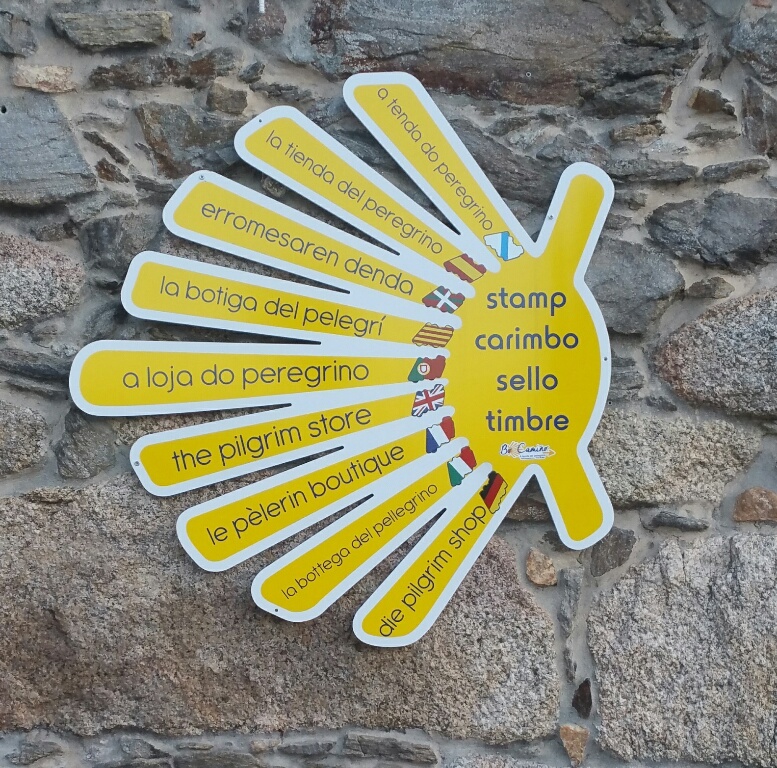 a tenda do peregrino
la tienda del peregrino
erromesaren denda
la botiga del pelegrí
a loja do peregrino
the pilgrim store
le pèlerin boutique
la bottega del pellegrino
die pilgrim shop
stamp
carimbo
sello
timbre
Camino